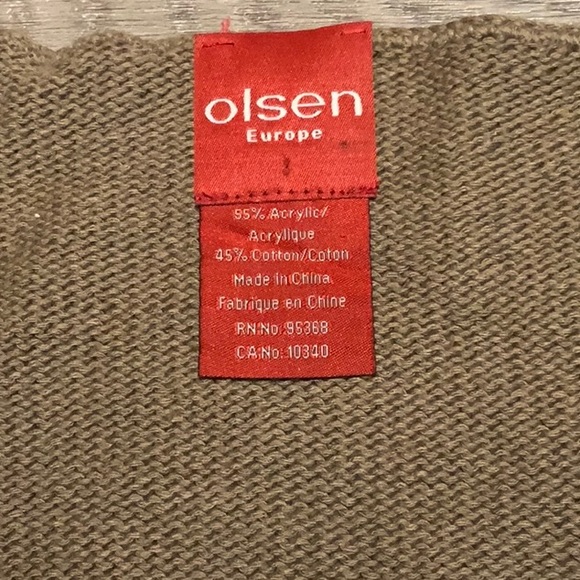 olsen
Europe
95% Acrylic/
Acrylique
45% Cotton/Coton
Made in China
Fabrique en Chine
RN No: 95368
CA No: 10340